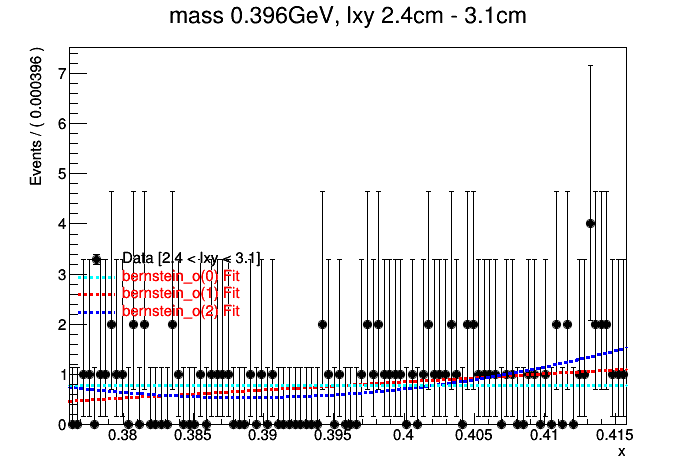 mass 0.396GeV, lxy 2.4cm - 3.1cm
Events / ( 0.000396 )
7
6
5
4
3
2
1
0
Data [2.4 < lxy < 3.1]
bernstein_o(0) Fit
bernstein_o(1) Fit
bernstein_o(2) Fit
0.38 0.385 0.39 0.395 0.4 0.405 0.41 0.415
x